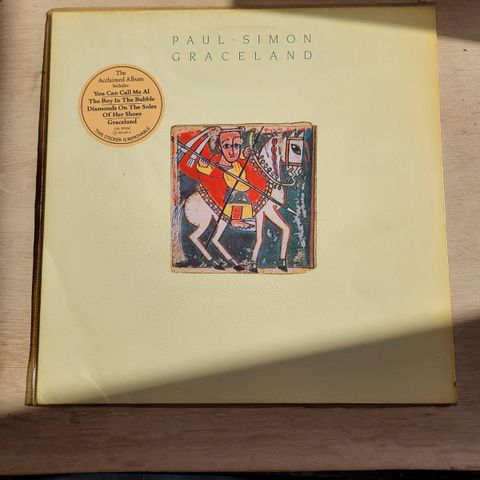 PAUL · SIMON
GRACELAND
The
Acclaimed Album
Includes:
You Can Call Me Al
The Boy In The Bubble
Diamonds On The Soles
Of Her Shoes
Graceland
THIS STICKER IS REMOVABLE